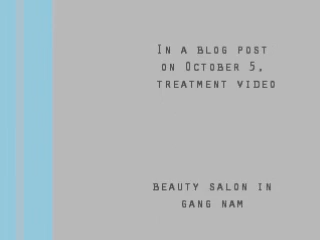 In a blog post
on October 5,
treatment video
beauty salon in
gang nam